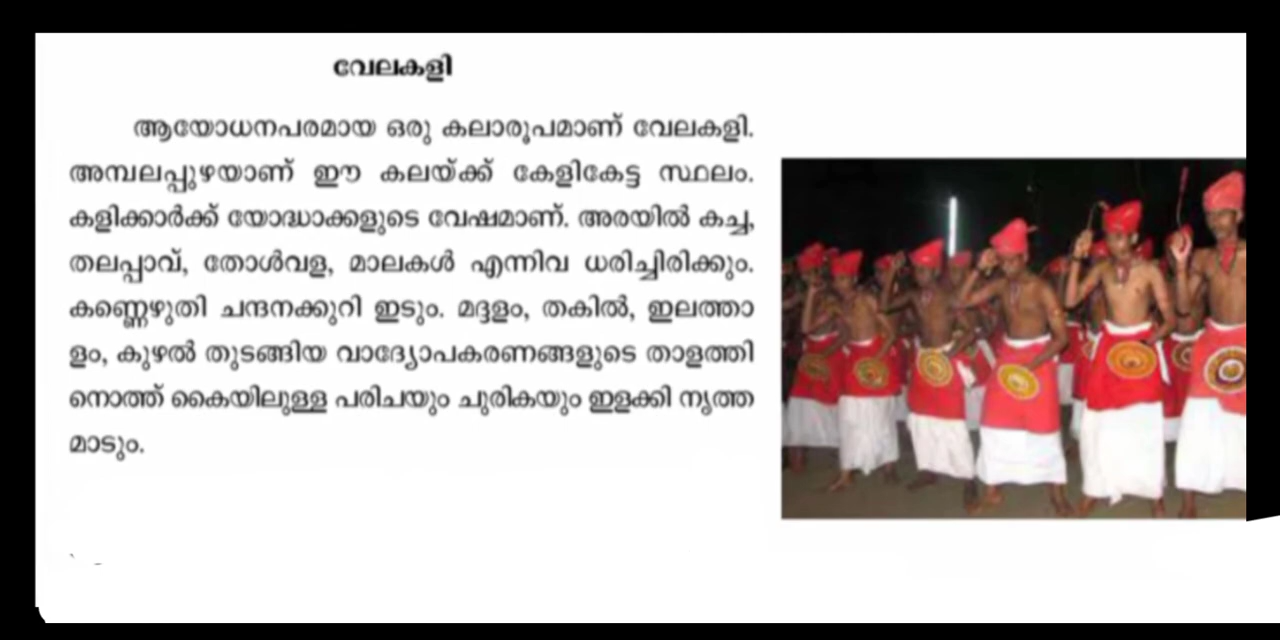 വേലകളി
ആയോധനപരമായ ഒരു കലാരൂപമാണ് വേലകളി.
അമ്പലപ്പുഴയാണ് ഈ കലയ്ക്ക് കേളികേട്ട സ്ഥലം.
കളിക്കാർക്ക് യോദ്ധാക്കളുടെ വേഷമാണ്. അരയിൽ കച്ച,
തലപ്പാവ്, തോൾവള, മാലകൾ എന്നിവ ധരിച്ചിരിക്കും.
കണ്ണെഴുതി ചന്ദനക്കുറി ഇടും. മദ്ദളം, തകിൽ, ഇലത്താ
ളം, കുഴൽ തുടങ്ങിയ വാദ്യോപകരണങ്ങളുടെ താളത്തി
നൊത്ത് കൈയിലുള്ള പരിചയും ചുരികയും ഇളക്കി നൃത്ത
മാടും.